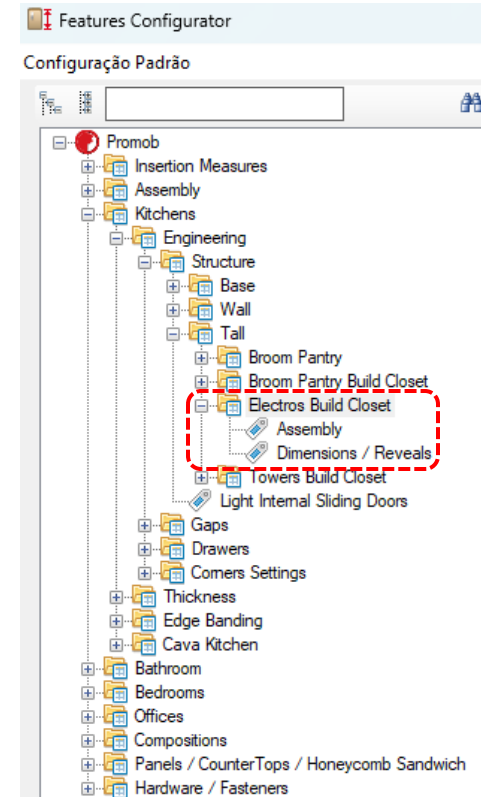 Features Configurator
Configuração Padrão
Promob
Insertion Measures
Assembly
Kitchens
Engineering
Structure
Base
Wall
Tall
Broom Pantry
Broom Pantry Build Closet
Electros Build Closet
Assembly
Dimensions / Reveals
Towers Build Closet
Light Internal Sliding Doors
Gaps
Drawers
Corners Settings
Thickness
Edge Banding
Cava Kitchen
Bathroom
Bedrooms
Offices
Compositions
Panels / CounterTops / Honeycomb Sandwich
Hardware / Fasteners